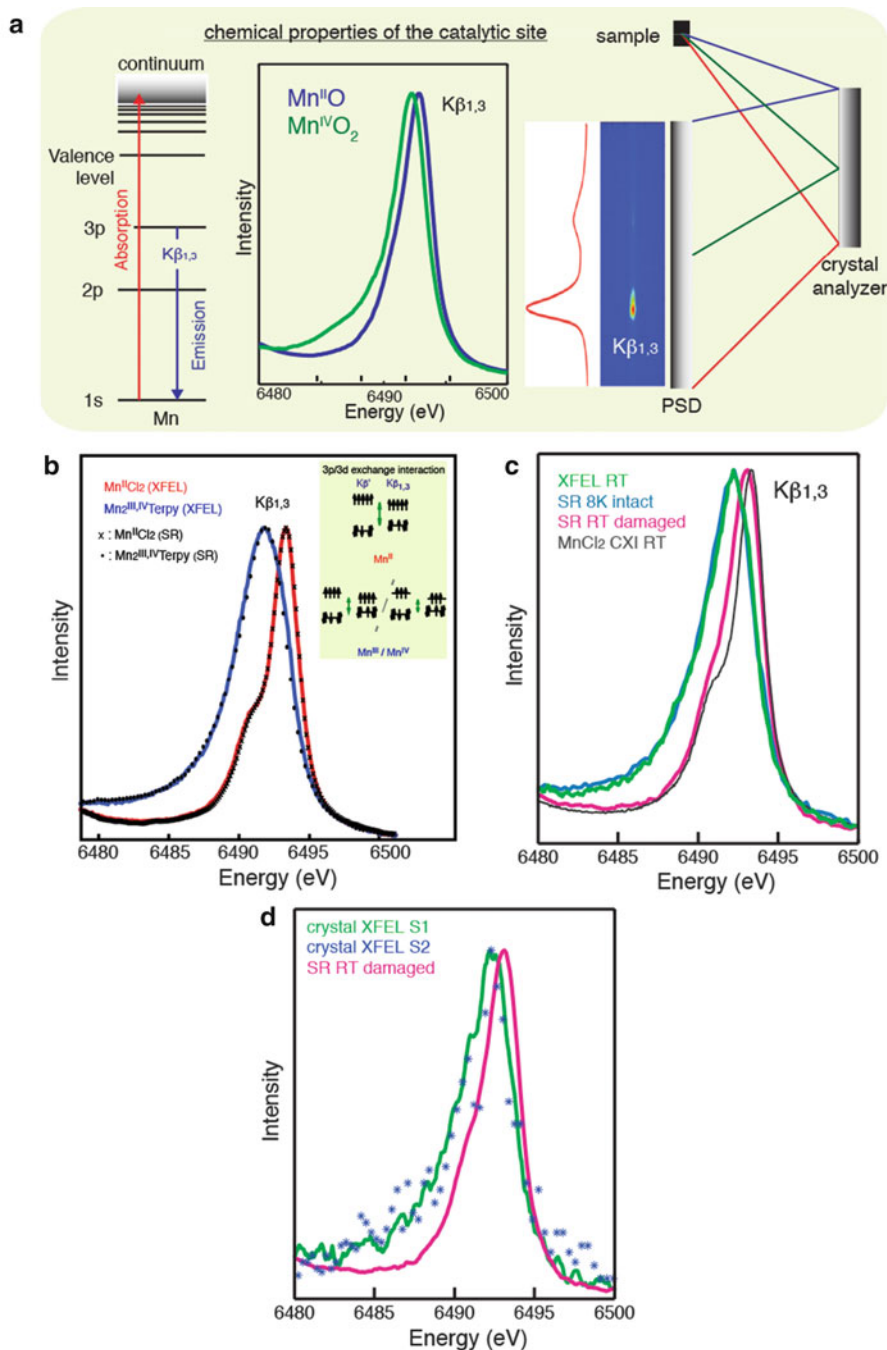 a
chemical properties of the catalytic site
continuum
Valence
level
3p
2p
1s
Absorption
Kβ1,3
Emission
Mn
MnᴵᴵO
MnᴵⱽO₂
Kβ1,3
Intensity
6480
6490
6500
Energy (eV)
sample
crystal
analyzer
Kβ1,3
PSD
b
MnᴵᴵCl₂ (XFEL)
Mn₂ᴵᴵᴵ,ᴵⱽTerpy (XFEL)
x : MnᴵᴵCl₂ (SR)
• : Mn₂ᴵᴵᴵ,ᴵⱽTerpy (SR)
Kβ1,3
3p/3d exchange interaction
Kβ' Kβ1,3
Mnᴵᴵ
Mnᴵᴵᴵ / Mnᴵⱽ
Intensity
6480 6485 6490 6495 6500
Energy (eV)
c
XFEL RT
SR 8K intact
SR RT damaged
MnCl₂ CXI RT
Kβ1,3
Intensity
6480 6485 6490 6495 6500
Energy (eV)
d
crystal XFEL S1
crystal XFEL S2
SR RT damaged
Intensity
6480 6485 6490 6495 6500
Energy (eV)